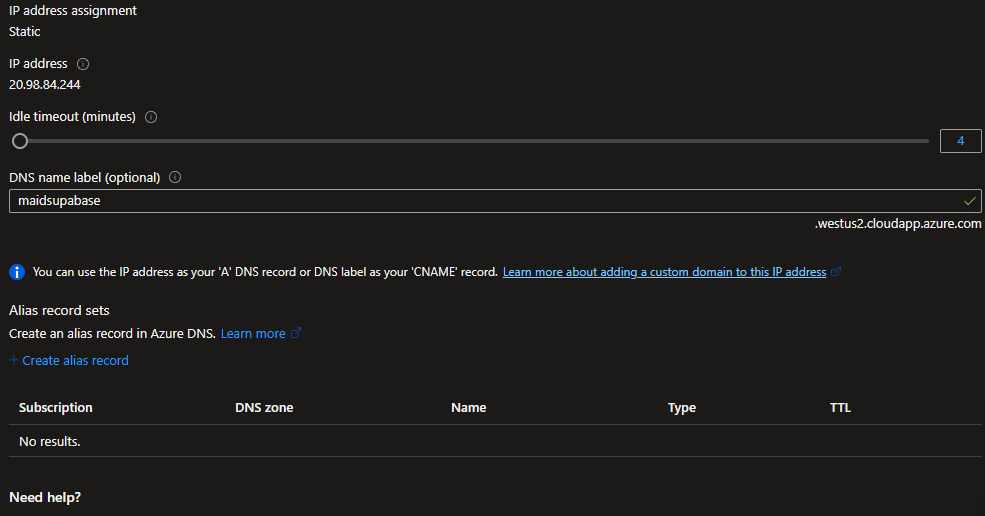 IP address assignment
Static
IP address
20.98.84.244
Idle timeout (minutes)
4
DNS name label (optional)
maidsupabase
.westus2.cloudapp.azure.com
You can use the IP address as your 'A' DNS record or DNS label as your 'CNAME' record. Learn more about adding a custom domain to this IP address
Alias record sets
Create an alias record in Azure DNS. Learn more
+ Create alias record
Subscription DNS zone Name Type TTL
No results.
Need help?